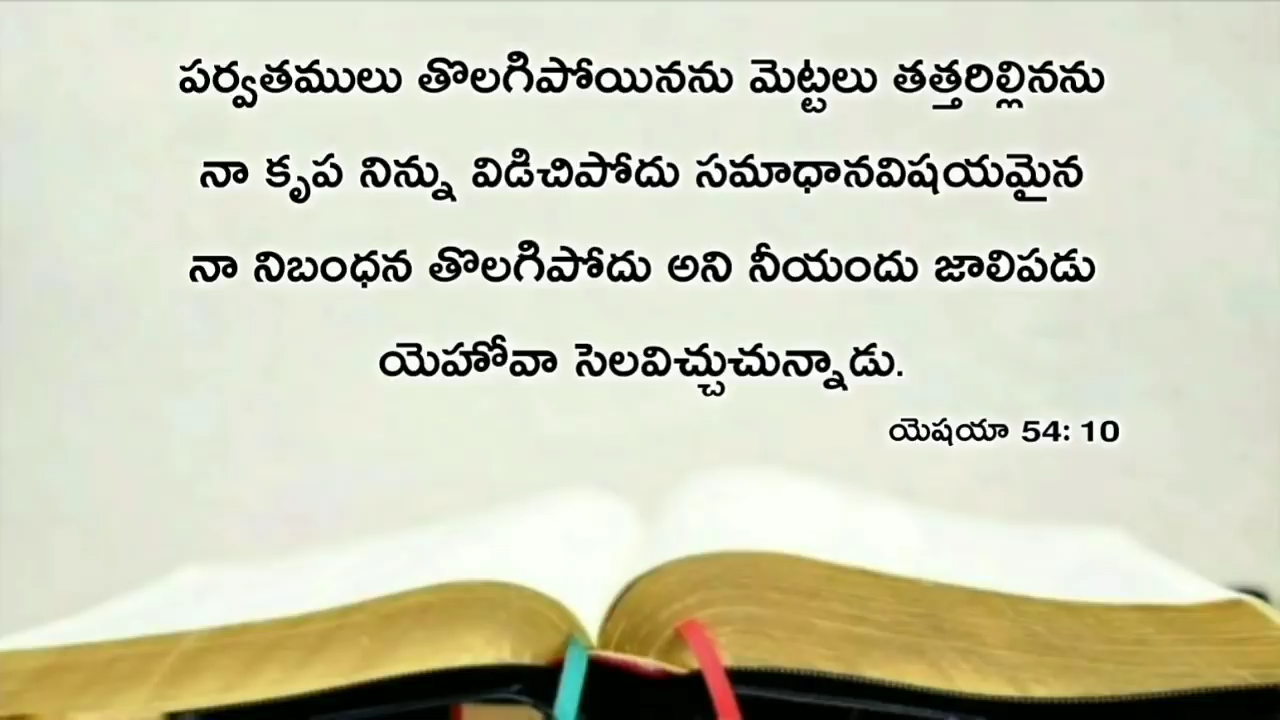 పర్వతములు తొలగిపోయినను మెట్టలు తత్తరిల్లినను
నా కృప నిన్ను విడిచిపోదు సమాధానవిషయమైన
నా నిబంధన తొలగిపోదు అని నీయందు జాలిపడు
యెహోవా సెలవిచ్చుచున్నాడు.
యెషయా 54: 10